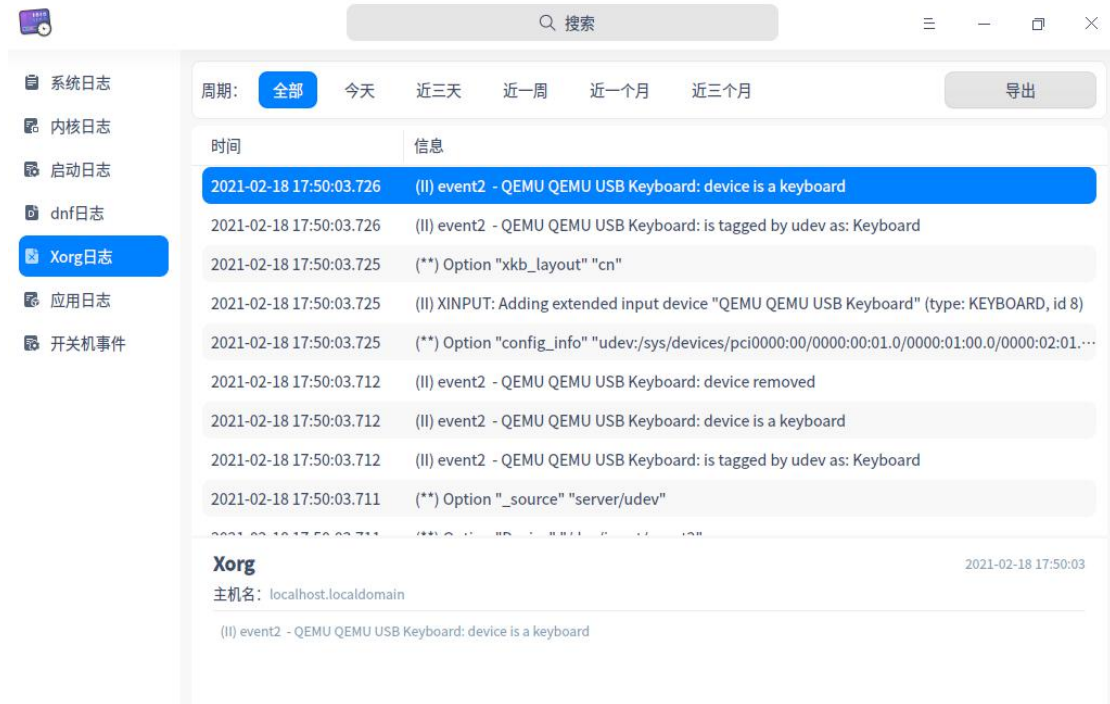 搜索
系统日志
内核日志
启动日志
dnf日志
Xorg日志
应用日志
开关机事件
周期: 全部 今天 近三天 近一周 近一个月 近三个月 导出
时间 信息
2021-02-18 17:50:03.726 (II) event2 - QEMU QEMU USB Keyboard: device is a keyboard
2021-02-18 17:50:03.726 (II) event2 - QEMU QEMU USB Keyboard: is tagged by udev as: Keyboard
2021-02-18 17:50:03.725 (**) Option "xkb_layout" "cn"
2021-02-18 17:50:03.725 (II) XINPUT: Adding extended input device "QEMU QEMU USB Keyboard" (type: KEYBOARD, id 8)
2021-02-18 17:50:03.725 (**) Option "config_info" "udev:/sys/devices/pci0000:00/0000:00:01.0/0000:01:00.0/0000:02:01.⋯
2021-02-18 17:50:03.712 (II) event2 - QEMU QEMU USB Keyboard: device removed
2021-02-18 17:50:03.712 (II) event2 - QEMU QEMU USB Keyboard: device is a keyboard
2021-02-18 17:50:03.712 (II) event2 - QEMU QEMU USB Keyboard: is tagged by udev as: Keyboard
2021-02-18 17:50:03.711 (**) Option "_source" "server/udev"
Xorg 2021-02-18 17:50:03
主机名: localhost.localdomain
(II) event2 - QEMU QEMU USB Keyboard: device is a keyboard